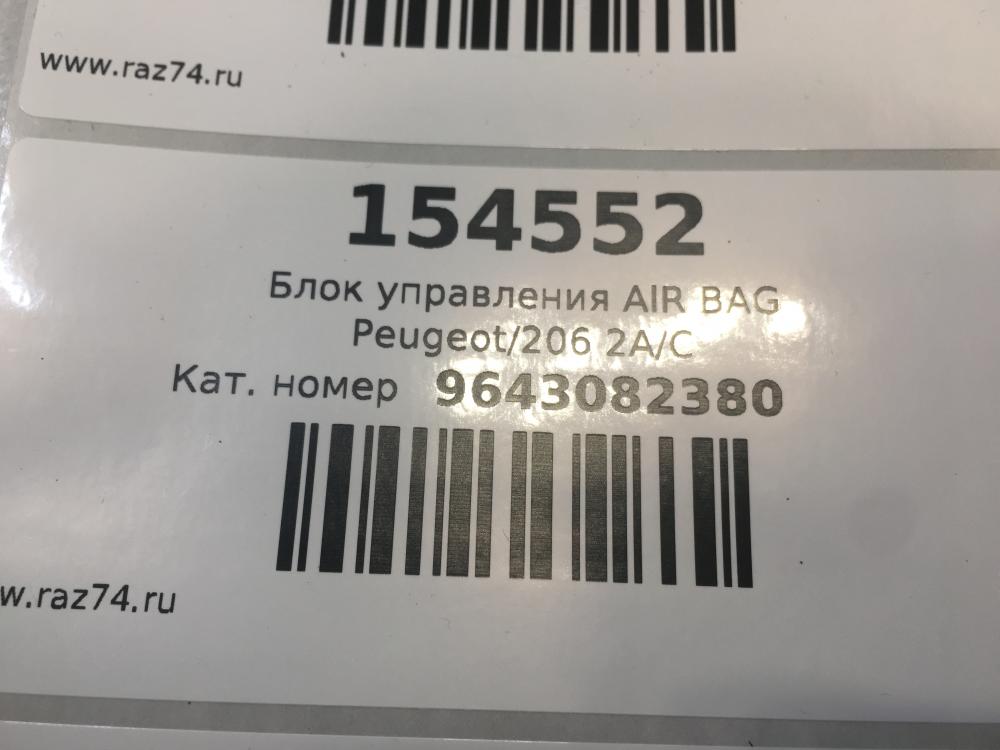 www.raz74.ru
154552
Блок управления AIR BAG
Peugeot/206 2A/C
Кат. номер 9643082380
w.raz74.ru